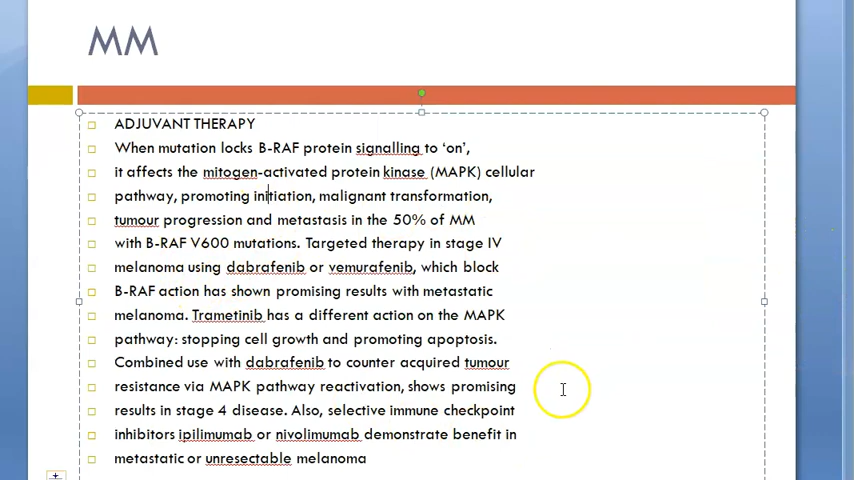 MM
ADJUVANT THERAPY
When mutation locks B-RAF protein signalling to ‘on’,
it affects the mitogen-activated protein kinase (MAPK) cellular
pathway, promoting initiation, malignant transformation,
tumour progression and metastasis in the 50% of MM
with B-RAF V600 mutations. Targeted therapy in stage IV
melanoma using dabrafenib or vemurafenib, which block
B-RAF action has shown promising results with metastatic
melanoma. Trametinib has a different action on the MAPK
pathway: stopping cell growth and promoting apoptosis.
Combined use with dabrafenib to counter acquired tumour
resistance via MAPK pathway reactivation, shows promising
results in stage 4 disease. Also, selective immune checkpoint
inhibitors ipilimumab or nivolimumab demonstrate benefit in
metastatic or unresectable melanoma